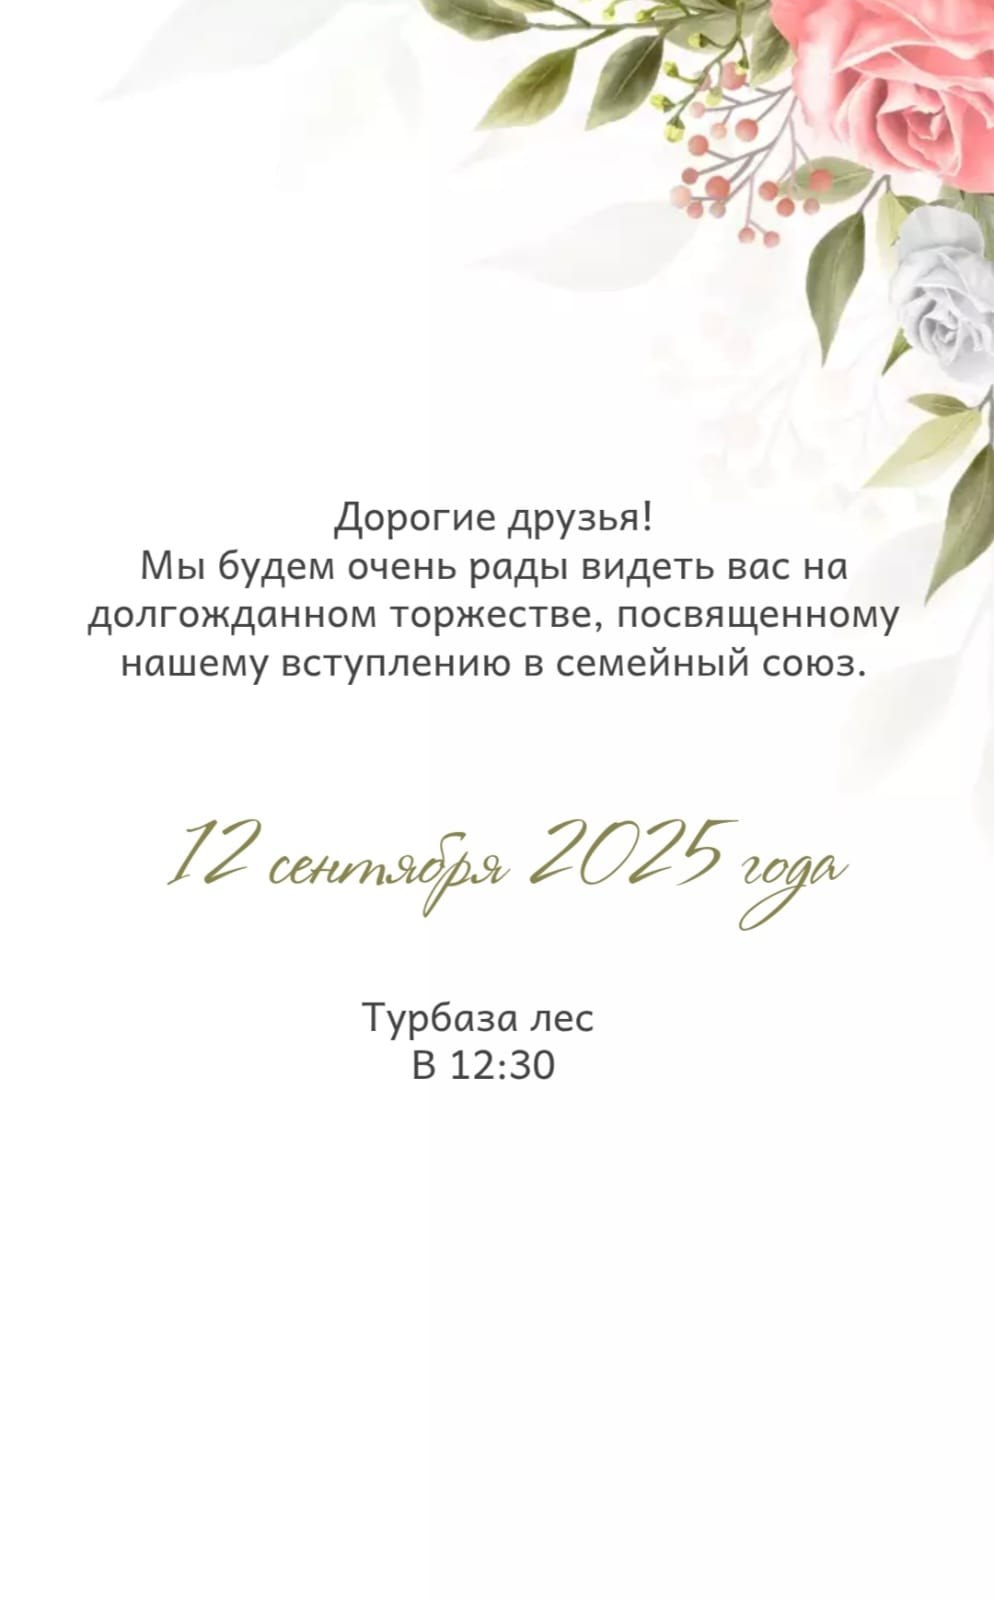 Дорогие друзья!
Мы будем очень рады видеть вас на
долгожданном торжестве, посвященному
нашему вступлению в семейный союз.
12 сентября 2025 года
Турбаза лес
В 12:30